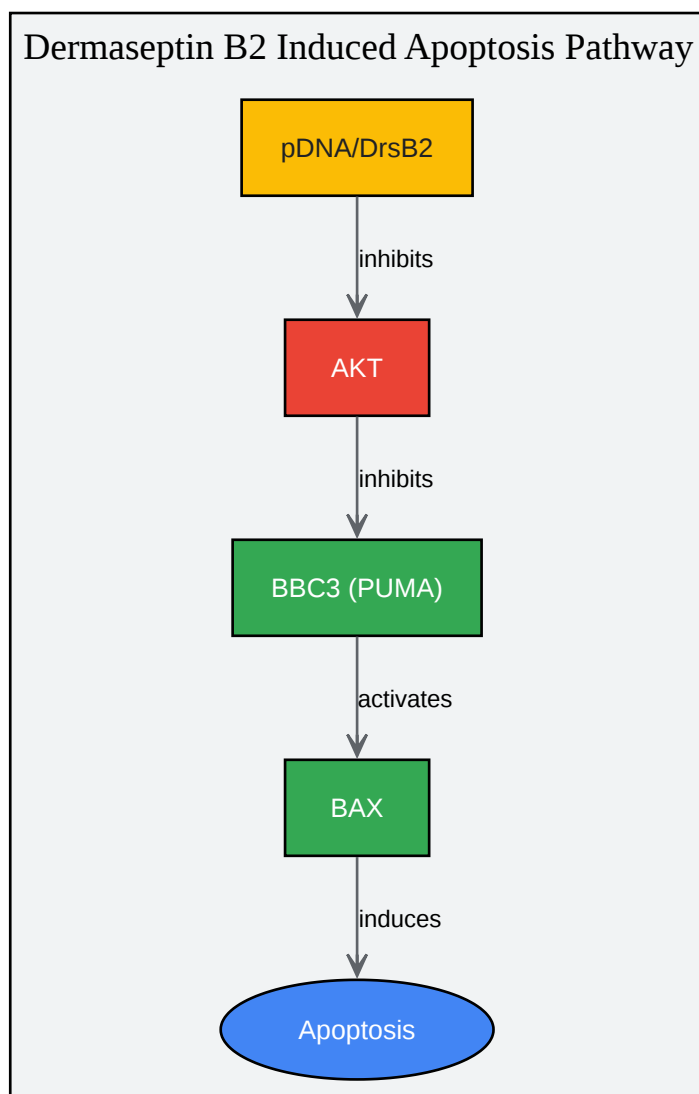 Dermaseptin B2 Induced Apoptosis Pathway
pDNA/DrsB2
inhibits
AKT
inhibits
BBC3 (PUMA)
activates
BAX
induces
Apoptosis